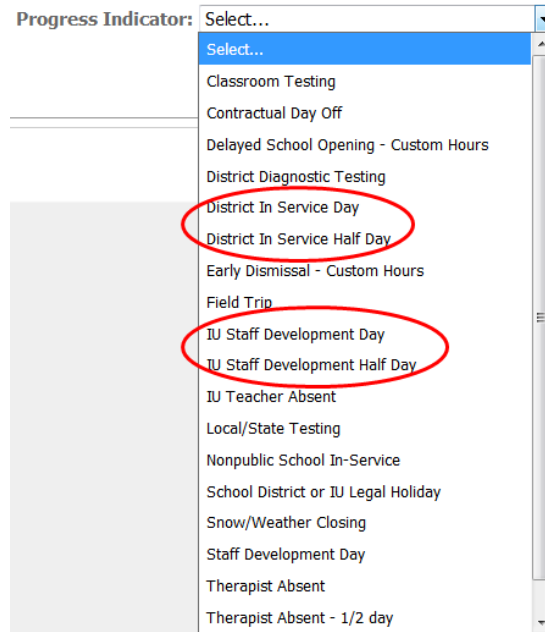 Progress Indicator: Select...
Select...
Classroom Testing
Contractual Day Off
Delayed School Opening - Custom Hours
District Diagnostic Testing
District In Service Day
District In Service Half Day
Early Dismissal - Custom Hours
Field Trip
IU Staff Development Day
IU Staff Development Half Day
IU Teacher Absent
Local/State Testing
Nonpublic School In-Service
School District or IU Legal Holiday
Snow/Weather Closing
Staff Development Day
Therapist Absent
Therapist Absent - 1/2 day